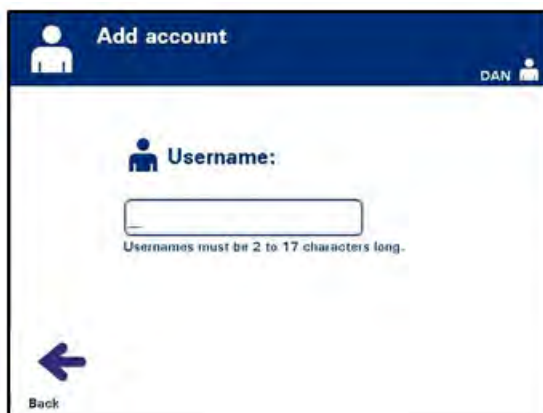 Add account
DAN
Username:
_
Usernames must be 2 to 17 characters long.
Back